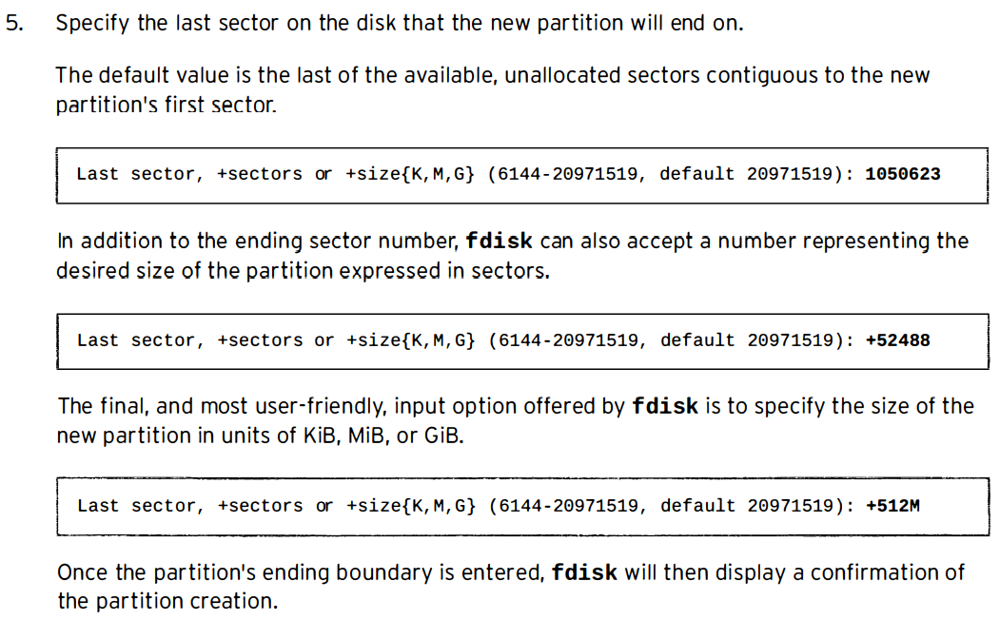 5. Specify the last sector on the disk that the new partition will end on.
The default value is the last of the available, unallocated sectors contiguous to the new
partition's first sector.
Last sector, +sectors or +size{K,M,G} (6144-20971519, default 20971519): 1050623
In addition to the ending sector number, fdisk can also accept a number representing the
desired size of the partition expressed in sectors.
Last sector, +sectors or +size{K,M,G} (6144-20971519, default 20971519): +52488
The final, and most user-friendly, input option offered by fdisk is to specify the size of the
new partition in units of KiB, MiB, or GiB.
Last sector, +sectors or +size{K,M,G} (6144-20971519, default 20971519): +512M
Once the partition's ending boundary is entered, fdisk will then display a confirmation of
the partition creation.